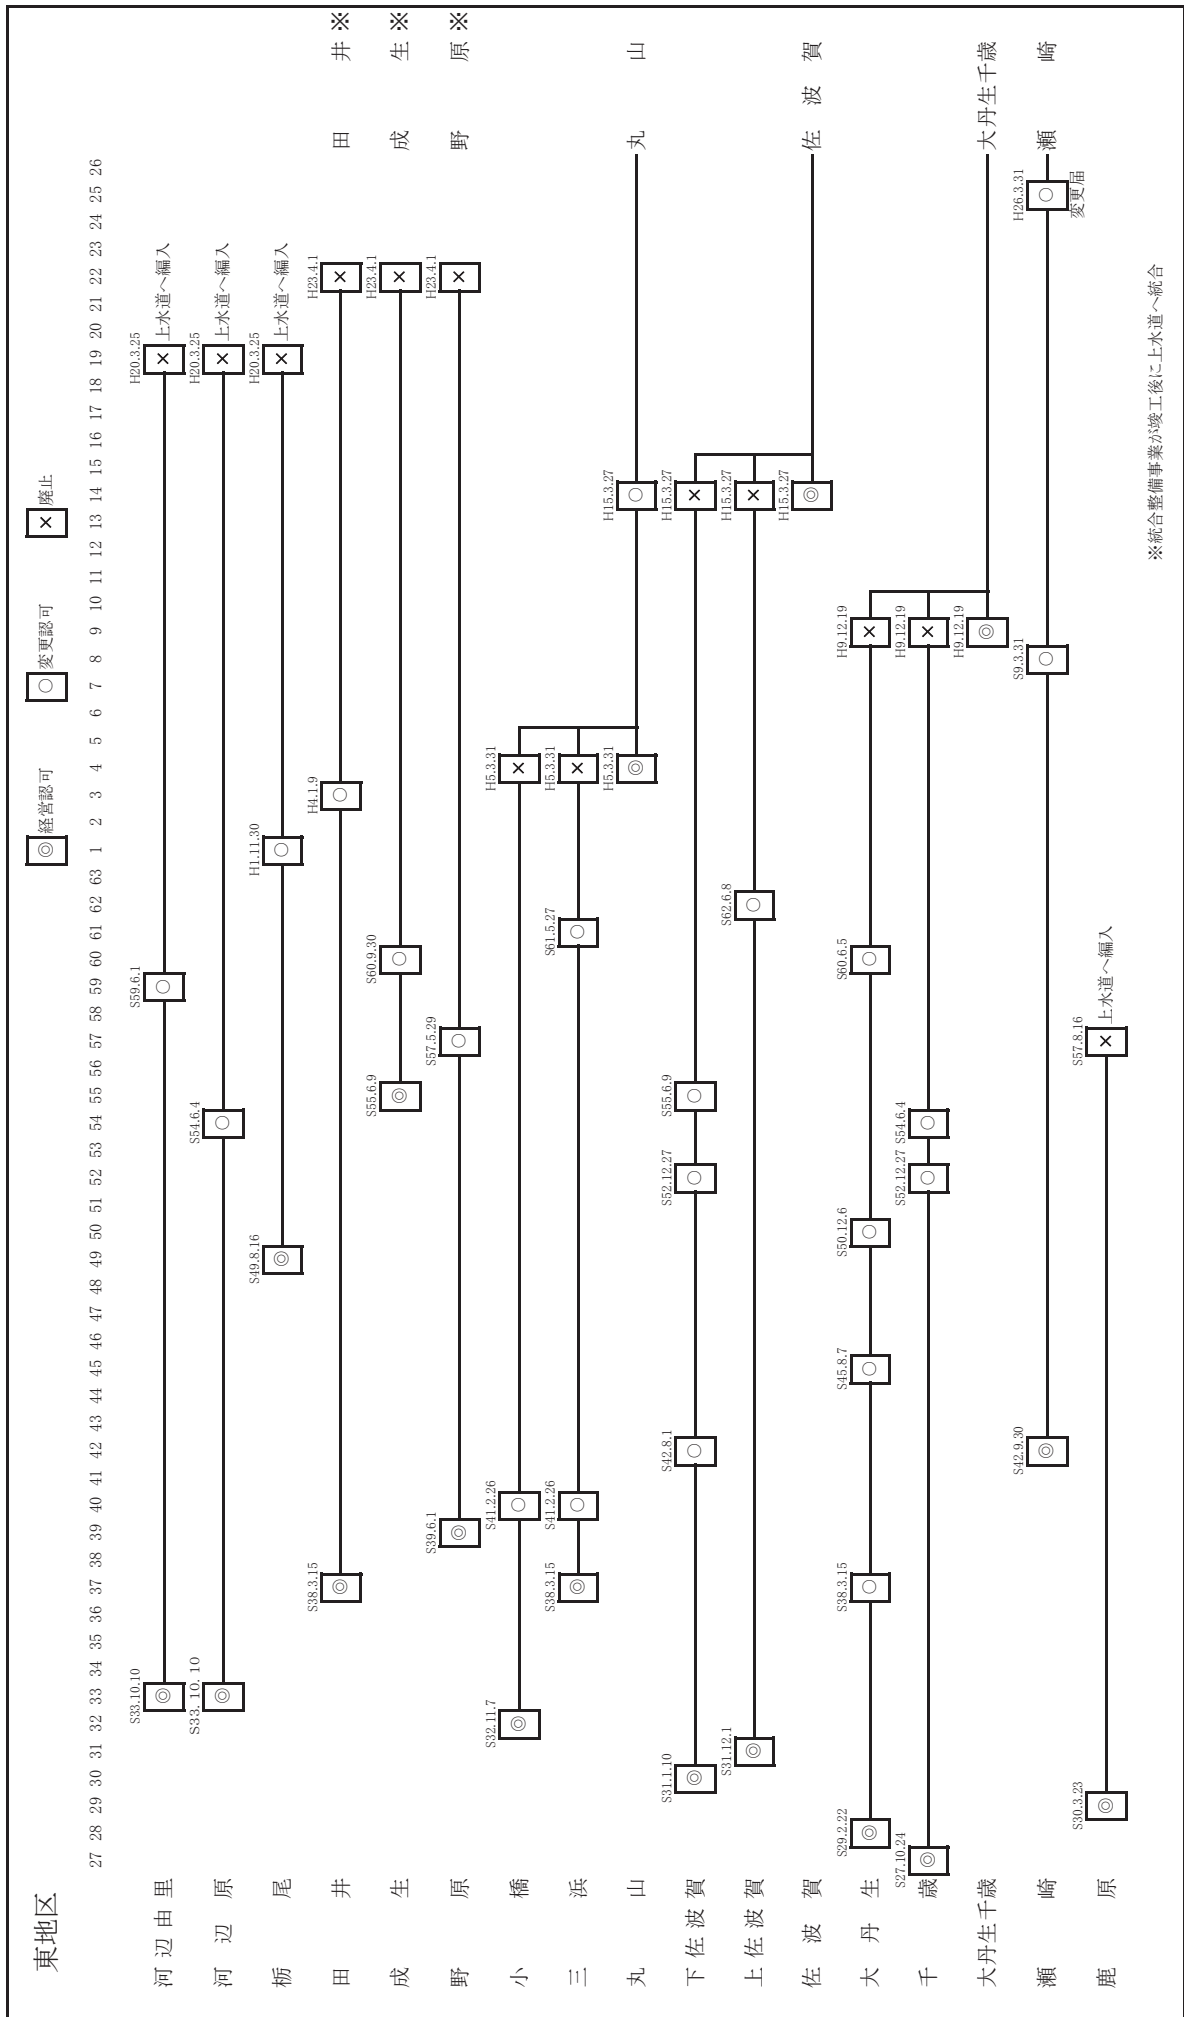 東地区
◎ 経営認可 ○ 変更認可 × 廃止
27 28 29 30 31 32 33 34 35 36 37 38 39 40 41 42 43 44 45 46 47 48 49 50 51 52 53 54 55 56 57 58 59 60 61 62 63 1 2 3 4 5 6 7 8 9 10 11 12 13 14 15 16 17 18 19 20 21 22 23 24 25 26
河辺由里 S33.10.10 ◎ S59.6.1 ○ H20.3.25 × 上水道へ編入
河辺原 S33.10.10 ◎ S54.6.4 ○ H20.3.25 × 上水道へ編入
栃尾 S49.8.16 ◎ H1.11.30 ○ H20.3.25 × 上水道へ編入
田井 S38.3.15 ◎ H4.1.9 ○ H23.4.1 × 田井※
成生 S55.6.9 ◎ S60.9.30 ○ H23.4.1 × 成生※
野原 S39.6.1 ◎ S57.5.29 ○ H23.4.1 × 野原※
小橋 S32.11.7 ◎ S41.2.26 ○ H5.3.31 ×
三浜 S38.3.15 ◎ S41.2.26 ○ S61.5.27 ○ H5.3.31 ×
丸山 H5.3.31 ◎ H15.3.27 ○ 丸山
下佐波賀 S31.1.10 ◎ S42.8.1 ○ S52.12.27 ○ S55.6.9 ○ H15.3.27 ×
上佐波賀 S31.12.1 ◎ S62.6.8 ○ H15.3.27 ×
佐波賀 H15.3.27 ◎ 佐波賀
大丹生 S29.2.22 ◎ S38.3.15 ○ S45.8.7 ○ S50.12.6 ○ S60.6.5 ○ H9.12.19 ×
千歳 S27.10.24 ◎ S52.12.27 ○ S54.6.4 ○ H9.12.19 ×
大丹生千歳 H9.12.19 ◎ 大丹生千歳
瀬崎 S42.9.30 ◎ S9.3.31 ○ H26.3.31 ○ 変更届 瀬崎
鹿原 S30.3.23 ◎ S57.8.16 × 上水道へ編入
※統合整備事業が竣工後に上水道へ統合